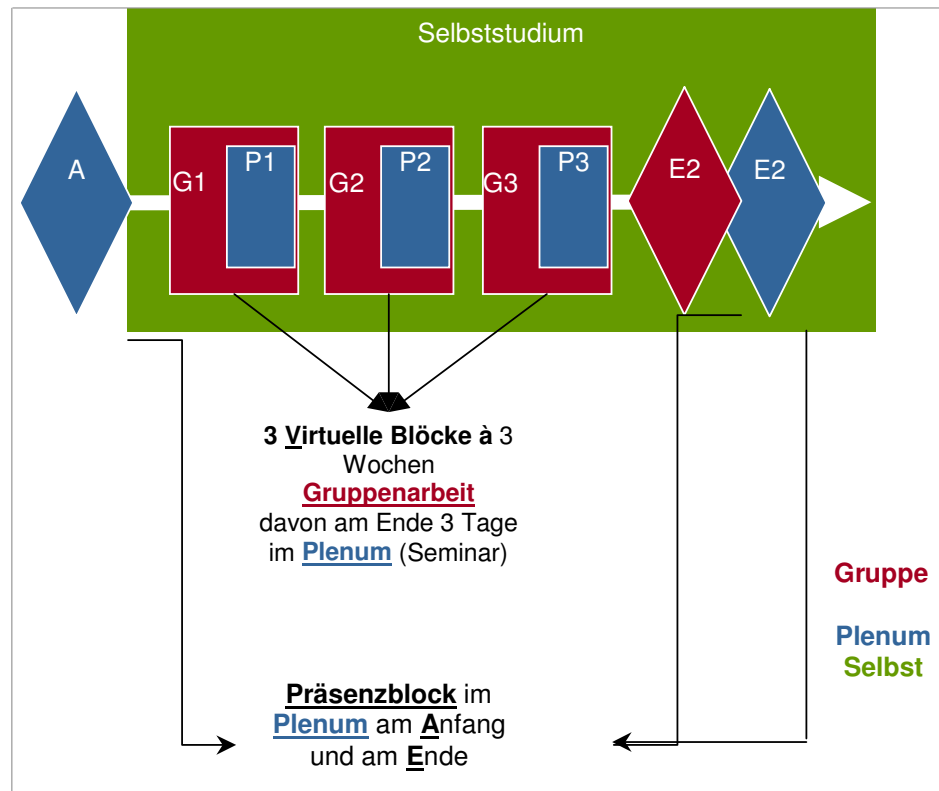 Selbststudium
A
G1
P1
G2
P2
G3
P3
E2
E2
3 Virtuelle Blöcke à 3
Wochen
Gruppenarbeit
davon am Ende 3 Tage
im Plenum (Seminar)
Gruppe
Plenum
Selbst
Präsenzblock im
Plenum am Anfang
und am Ende